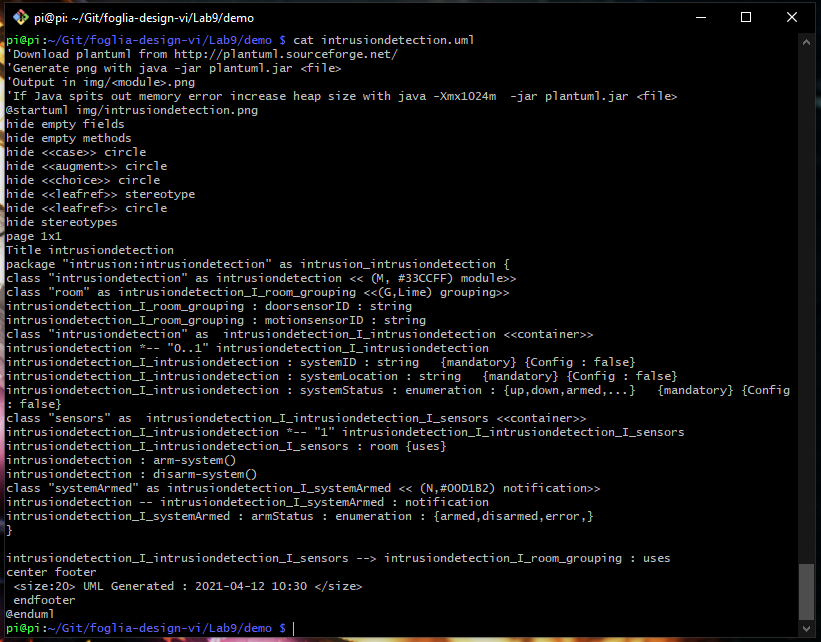 pi@pi: ~/Git/foglia-design-vi/Lab9/demo
pi@pi:~/Git/foglia-design-vi/Lab9/demo $ cat intrusiondetection.uml
'Download plantuml from http://plantuml.sourceforge.net/
'Generate png with java -jar plantuml.jar <file>
'Output in img/<module>.png
'If Java spits out memory error increase heap size with java -Xmx1024m  -jar plantuml.jar <file>
@startuml img/intrusiondetection.png
hide empty fields
hide empty methods
hide <<case>> circle
hide <<augment>> circle
hide <<choice>> circle
hide <<leafref>> stereotype
hide <<leafref>> circle
hide stereotypes
page 1x1
Title intrusiondetection
package "intrusion:intrusiondetection" as intrusion_intrusiondetection {
class "intrusiondetection" as intrusiondetection << (M, #33CCFF) module>>
class "room" as intrusiondetection_I_room_grouping <<(G,Lime) grouping>>
intrusiondetection_I_room_grouping : doorsensorID : string
intrusiondetection_I_room_grouping : motionsensorID : string
class "intrusiondetection" as  intrusiondetection_I_intrusiondetection <<container>>
intrusiondetection *-- "0..1" intrusiondetection_I_intrusiondetection
intrusiondetection_I_intrusiondetection : systemID : string   {mandatory} {Config : false}
intrusiondetection_I_intrusiondetection : systemLocation : string   {mandatory} {Config : false}
intrusiondetection_I_intrusiondetection : systemStatus : enumeration : {up,down,armed,...}   {mandatory} {Config
: false}
class "sensors" as  intrusiondetection_I_intrusiondetection_I_sensors <<container>>
intrusiondetection_I_intrusiondetection *-- "1" intrusiondetection_I_intrusiondetection_I_sensors
intrusiondetection_I_intrusiondetection_I_sensors : room {uses}
intrusiondetection : arm-system()
intrusiondetection : disarm-system()
class "systemArmed" as intrusiondetection_I_systemArmed << (N,#00D1B2) notification>>
intrusiondetection -- intrusiondetection_I_systemArmed : notification
intrusiondetection_I_systemArmed : armStatus : enumeration : {armed,disarmed,error,}
}
intrusiondetection_I_intrusiondetection_I_sensors --> intrusiondetection_I_room_grouping : uses
center footer
 <size:20> UML Generated : 2021-04-12 10:30 </size>
 endfooter
@enduml
pi@pi:~/Git/foglia-design-vi/Lab9/demo $